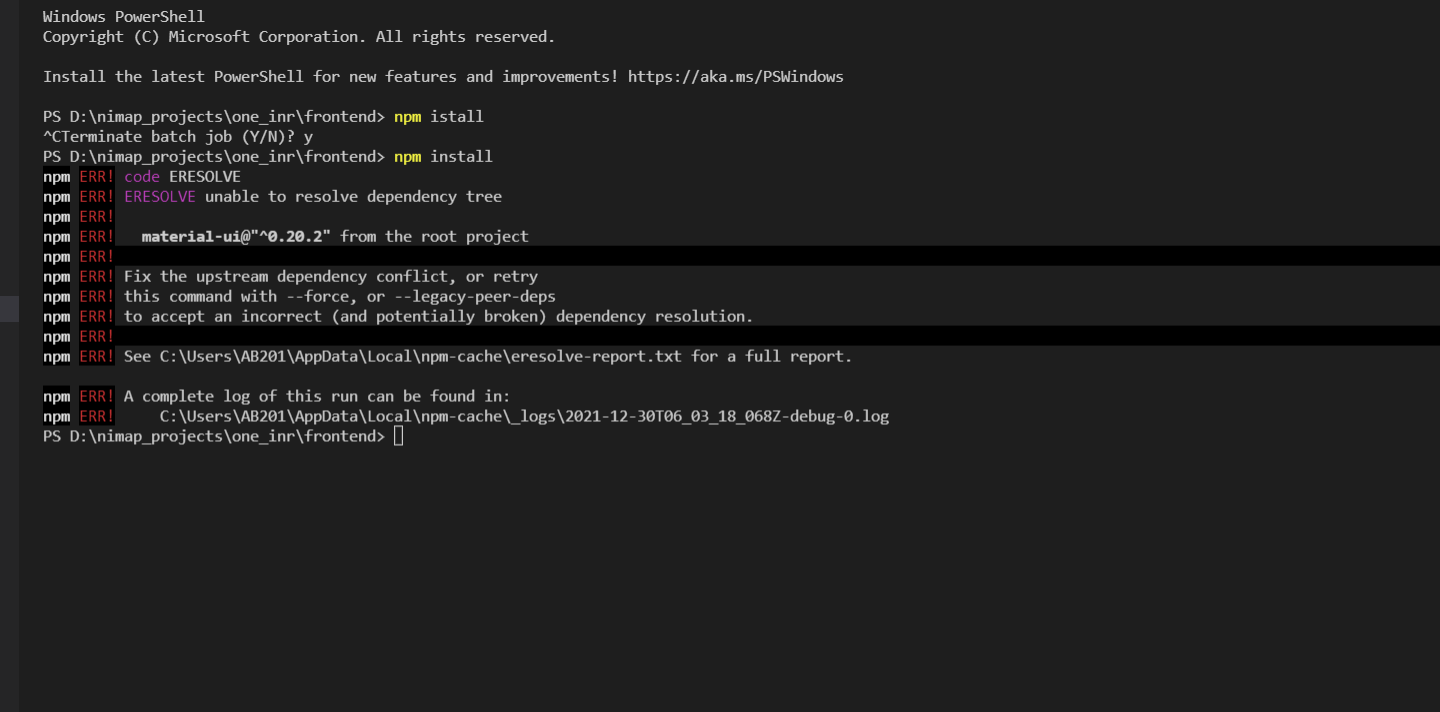 Windows PowerShell
Copyright (C) Microsoft Corporation. All rights reserved.
Install the latest PowerShell for new features and improvements! https://aka.ms/PSWindows
PS D:\nimap_projects\one_inr\frontend> npm istall
^CTerminate batch job (Y/N)? y
PS D:\nimap_projects\one_inr\frontend> npm install
npm ERR! code ERESOLVE
npm ERR! ERESOLVE unable to resolve dependency tree
npm ERR!
npm ERR!   material-ui@"^0.20.2" from the root project
npm ERR!
npm ERR! Fix the upstream dependency conflict, or retry
npm ERR! this command with --force, or --legacy-peer-deps
npm ERR! to accept an incorrect (and potentially broken) dependency resolution.
npm ERR!
npm ERR! See C:\Users\AB201\AppData\Local\npm-cache\eresolve-report.txt for a full report.
npm ERR! A complete log of this run can be found in:
npm ERR!     C:\Users\AB201\AppData\Local\npm-cache\_logs\2021-12-30T06_03_18_068Z-debug-0.log
PS D:\nimap_projects\one_inr\frontend>